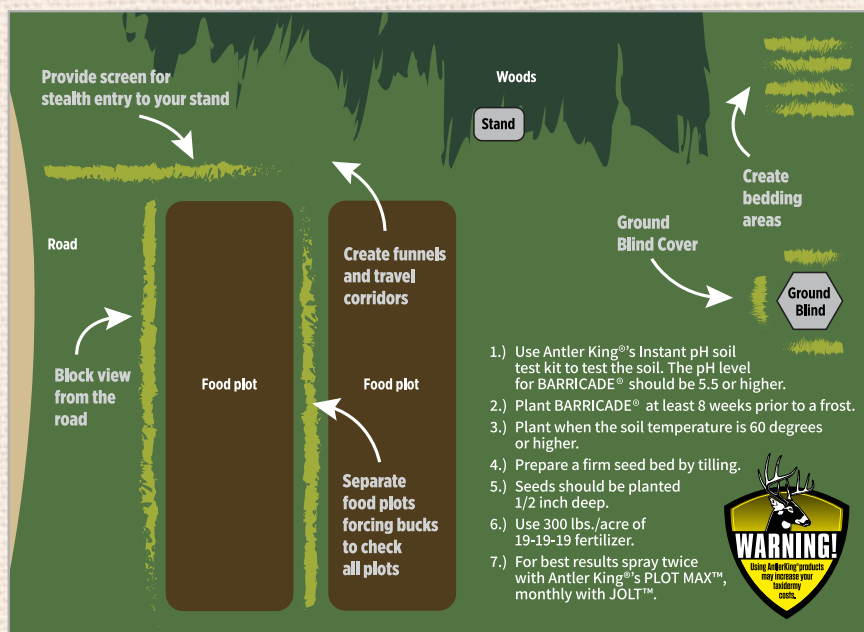 Provide screen for
stealth entry to your stand
Woods
Stand
Create
bedding
areas
Road
Create funnels
and travel
corridors
Ground
Blind Cover
Ground
Blind
Block view
from the
road
Food plot
Food plot
Separate
food plots
forcing bucks
to check
all plots
1.) Use Antler King®'s Instant pH soil
test kit to test the soil. The pH level
for BARRICADE® should be 5.5 or higher.
2.) Plant BARRICADE® at least 8 weeks prior to a frost.
3.) Plant when the soil temperature is 60 degrees
or higher.
4.) Prepare a firm seed bed by tilling.
5.) Seeds should be planted
1/2 inch deep.
6.) Use 300 lbs./acre of
19-19-19 fertilizer.
7.) For best results spray twice
with Antler King®'s PLOT MAX™,
monthly with JOLT™.
WARNING!
Using AntlerKing® products
may increase your
taxidermy
costs.